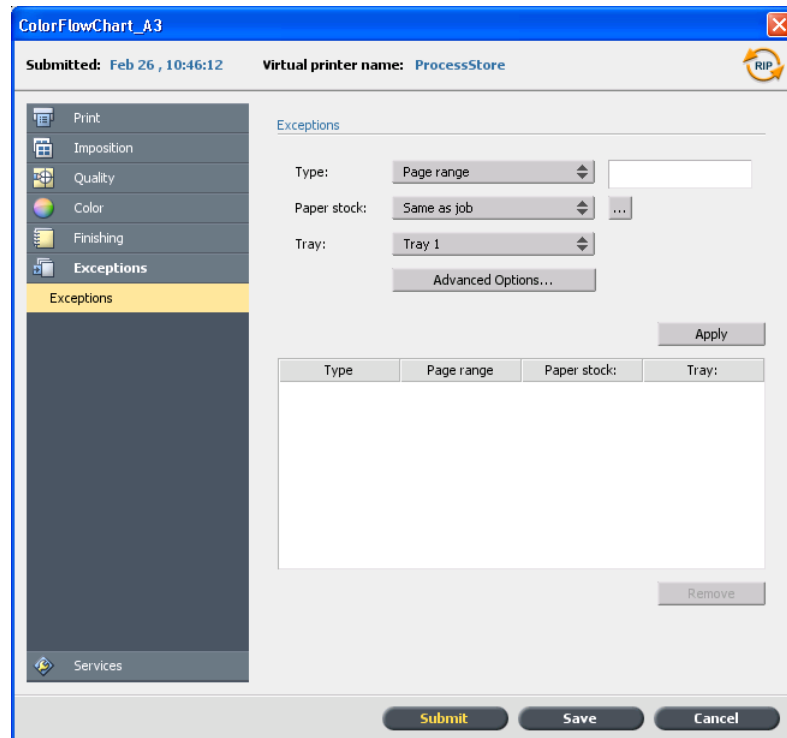 ColorFlowChart_A3
Submitted: Feb 26 , 10:46:12 Virtual printer name: ProcessStore
RIP
Print
Imposition
Quality
Color
Finishing
Exceptions
Exceptions
Services
Exceptions
Type: Page range
Paper stock: Same as job ...
Tray: Tray 1
Advanced Options...
Apply
Type Page range Paper stock: Tray:
Remove
Submit Save Cancel